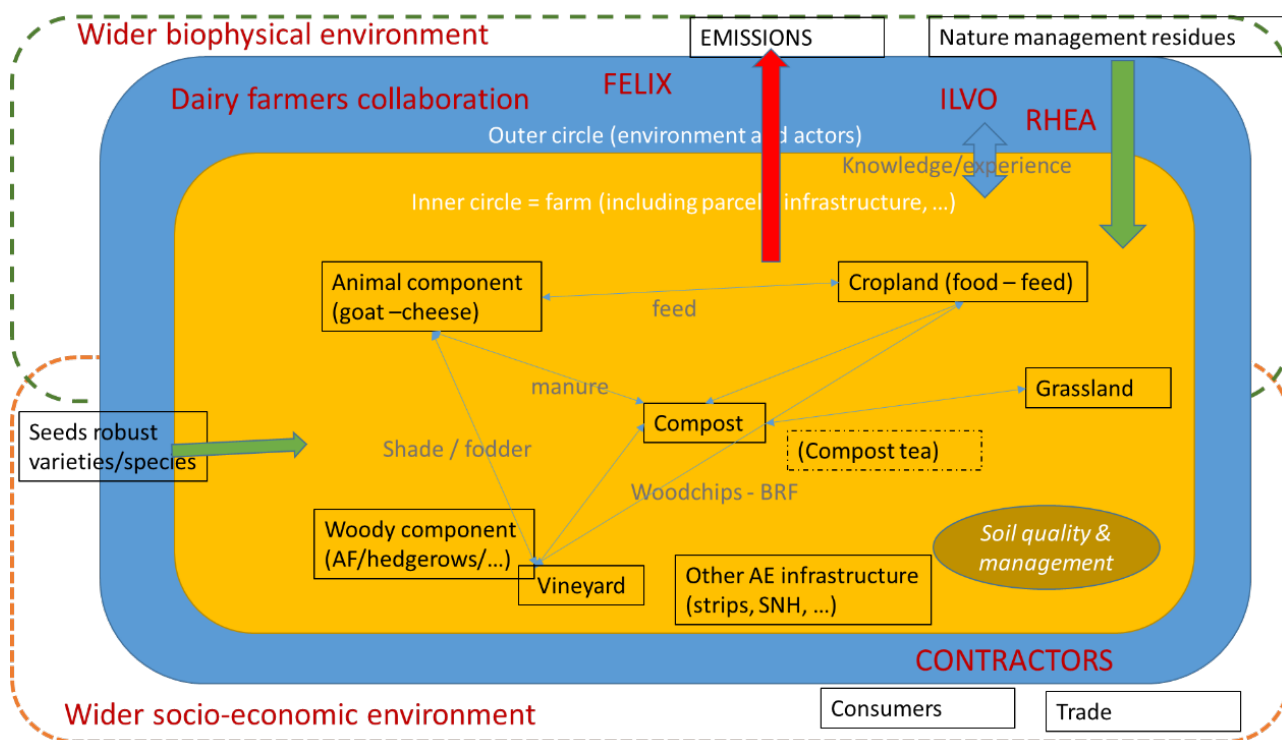 Wider biophysical environment
EMISSIONS
Nature management residues
Dairy farmers collaboration
FELIX
ILVO
RHEA
Outer circle (environment and actors)
Knowledge/experience
Inner circle = farm (including parcels infrastructure, …)
Animal component
(goat –cheese)
Cropland (food – feed)
feed
manure
Grassland
Compost
Seeds robust
varieties/species
Shade / fodder
(Compost tea)
Woodchips - BRF
Woody component
(AF/hedgerows/…)
Vineyard
Soil quality &
management
Other AE infrastructure
(strips, SNH, …)
CONTRACTORS
Wider socio-economic environment
Consumers
Trade